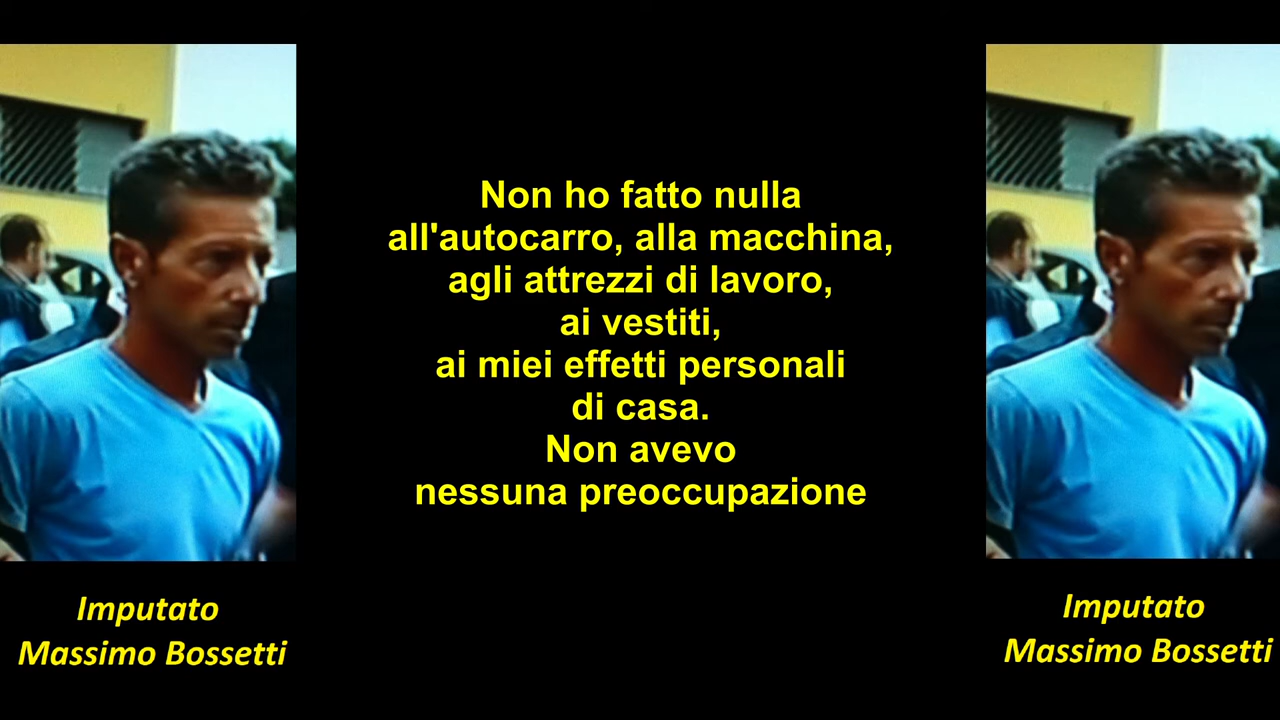 Non ho fatto nulla
all'autocarro, alla macchina,
agli attrezzi di lavoro,
ai vestiti,
ai miei effetti personali
di casa.
Non avevo
nessuna preoccupazione
Imputato
Massimo Bossetti
Imputato
Massimo Bossetti